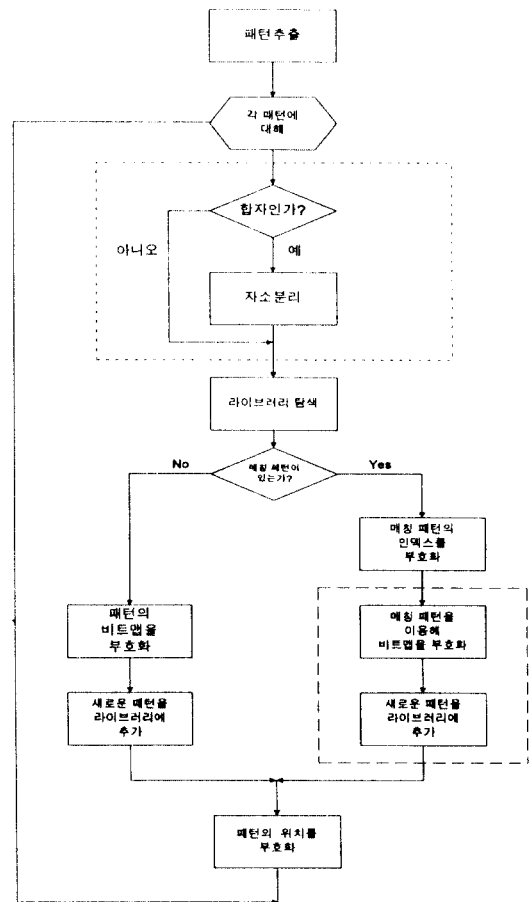 패턴추출
각 패턴에
대해
합자인가?
아니오
예
자소분리
라이브러리 탐색
No
매칭 패턴이
있는가?
Yes
매칭 패턴의
인덱스를
부호화
패턴의
비트맵을
부호화
매칭 패턴을
이용해
비트맵을 부호화
새로운 패턴을
라이브러리에
추가
새로운 패턴을
라이브러리에
추가
패턴의 위치를
부호화